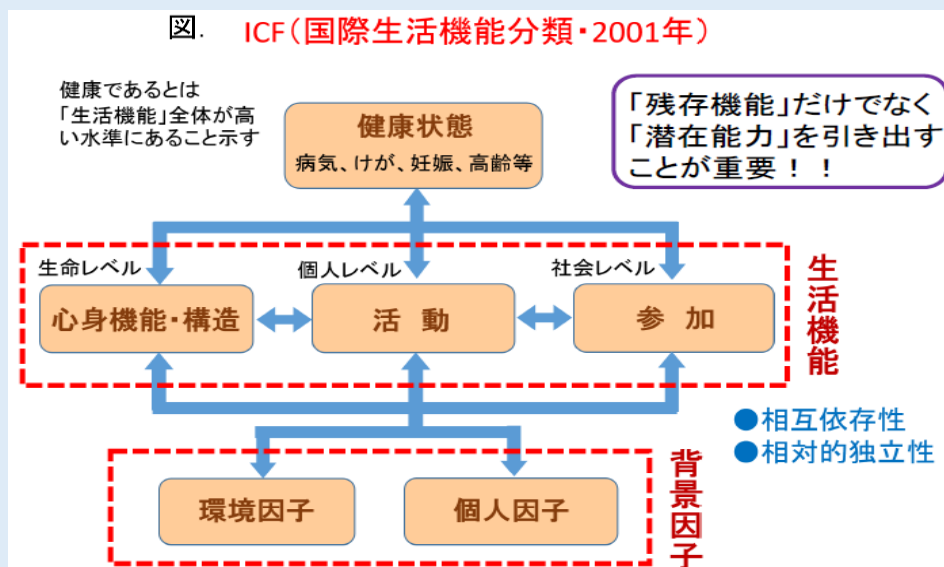 図. ICF(国際生活機能分類・2001年)
健康であるとは
「生活機能」全体が高
い水準にあること示す
健康状態
病気、けが、妊娠、高齢等
「残存機能」だけでなく
「潜在能力」を引き出す
ことが重要!!
生命レベル
個人レベル
社会レベル
心身機能・構造
活 動
参 加
生活機能
●相互依存性
●相対的独立性
環境因子
個人因子
背景因子